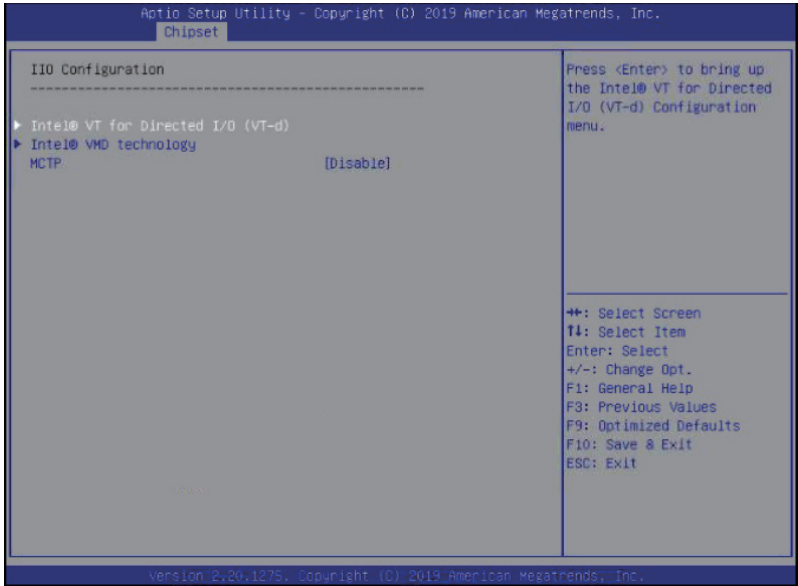 Aptio Setup Utility - Copyright (C) 2019 American Megatrends, Inc.
Chipset
IIO Configuration
--------------------------------------------------
Intel® VT for Directed I/O (VT-d)
Intel® VMD technology
MCTP [Disable]
Press <Enter> to bring up
the Intel® VT for Directed
I/O (VT-d) Configuration
menu.
→←: Select Screen
↑↓: Select Item
Enter: Select
+/-: Change Opt.
F1: General Help
F3: Previous Values
F9: Optimized Defaults
F10: Save & Exit
ESC: Exit
Version 2.20.1275. Copyright (C) 2019 American Megatrends, Inc.